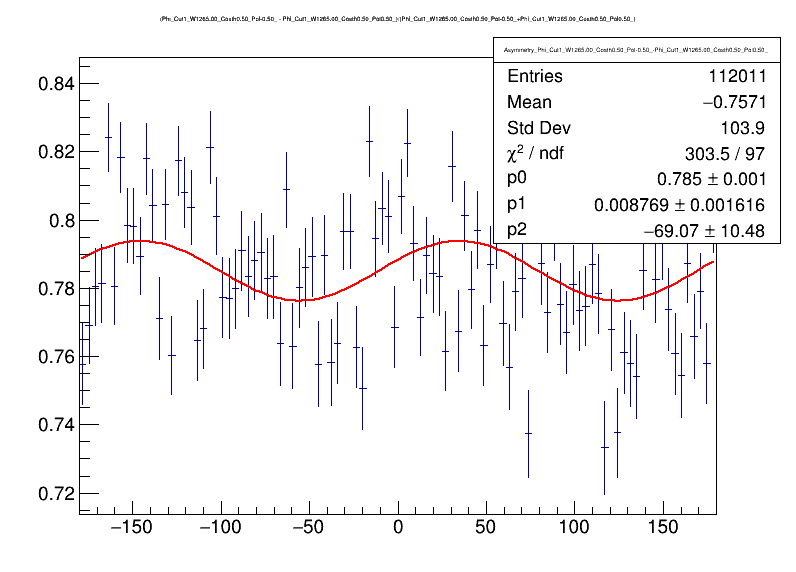 (Phi_Cut1_W1265.00_Costh0.50_Pol-0.50_ - Phi_Cut1_W1265.00_Costh0.50_Pol0.50_)/(Phi_Cut1_W1265.00_Costh0.50_Pol-0.50_+Phi_Cut1_W1265.00_Costh0.50_Pol0.50_)
Asymmetry_Phi_Cut1_W1265.00_Costh0.50_Pol-0.50_-Phi_Cut1_W1265.00_Costh0.50_Pol0.50_
Entries 112011
Mean −0.7571
Std Dev 103.9
χ² / ndf 303.5 / 97
p0 0.785 ± 0.001
p1 0.008769 ± 0.001616
p2 −69.07 ± 10.48
0.84
0.82
0.8
0.78
0.76
0.74
0.72
−150 −100 −50 0 50 100 150